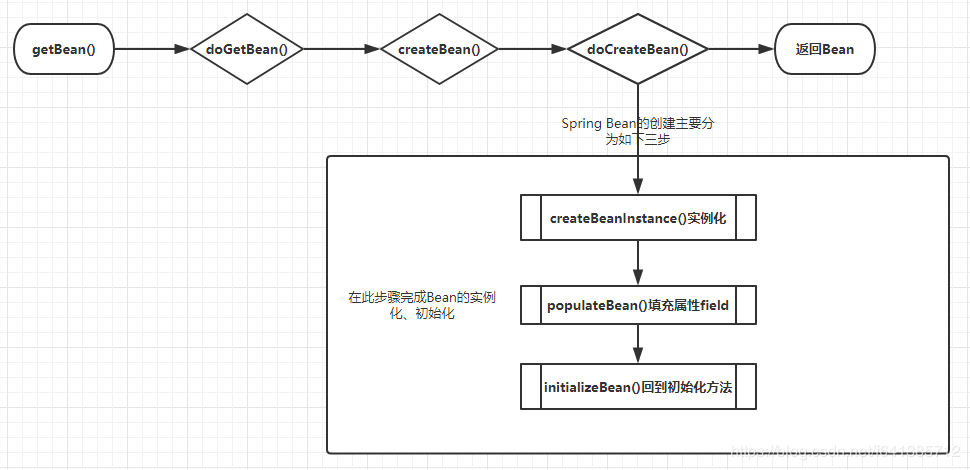 getBean()
doGetBean()
createBean()
doCreateBean()
返回Bean
Spring Bean的创建主要分
为如下三步
createBeanInstance()实例化
在此步骤完成Bean的实例
化、初始化
populateBean()填充属性field
initializeBean()回到初始化方法